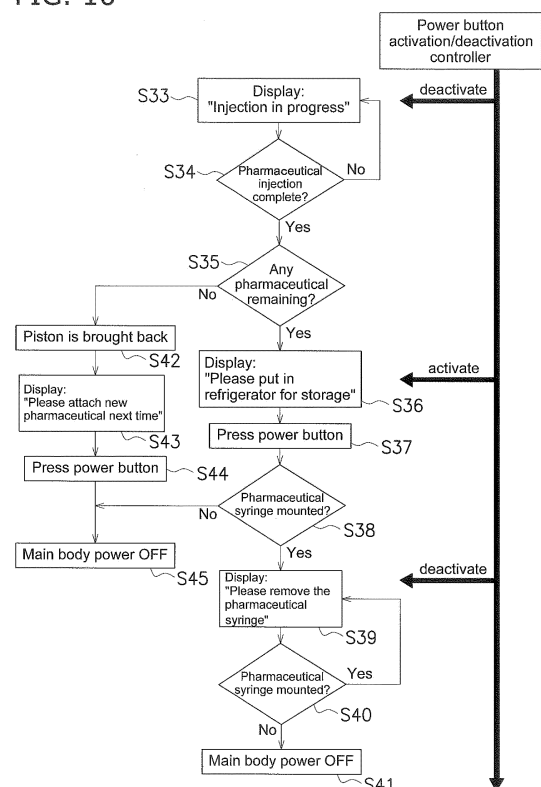 FIG. 10
Power button
activation/deactivation
controller
S33
Display:
"Injection in progress"
deactivate
S34
Pharmaceutical
injection
complete?
No
Yes
S35
Any
pharmaceutical
remaining?
No
Yes
Piston is brought back
S42
Display:
"Please put in
refrigerator for storage"
S36
activate
Display:
"Please attach new
pharmaceutical next time"
S43
Press power button
S37
Press power button
S44
Pharmaceutical
syringe mounted?
S38
No
Yes
Main body power OFF
S45
Display:
"Please remove the
pharmaceutical
syringe"
S39
deactivate
Pharmaceutical
syringe mounted?
S40
Yes
No
Main body power OFF
S41